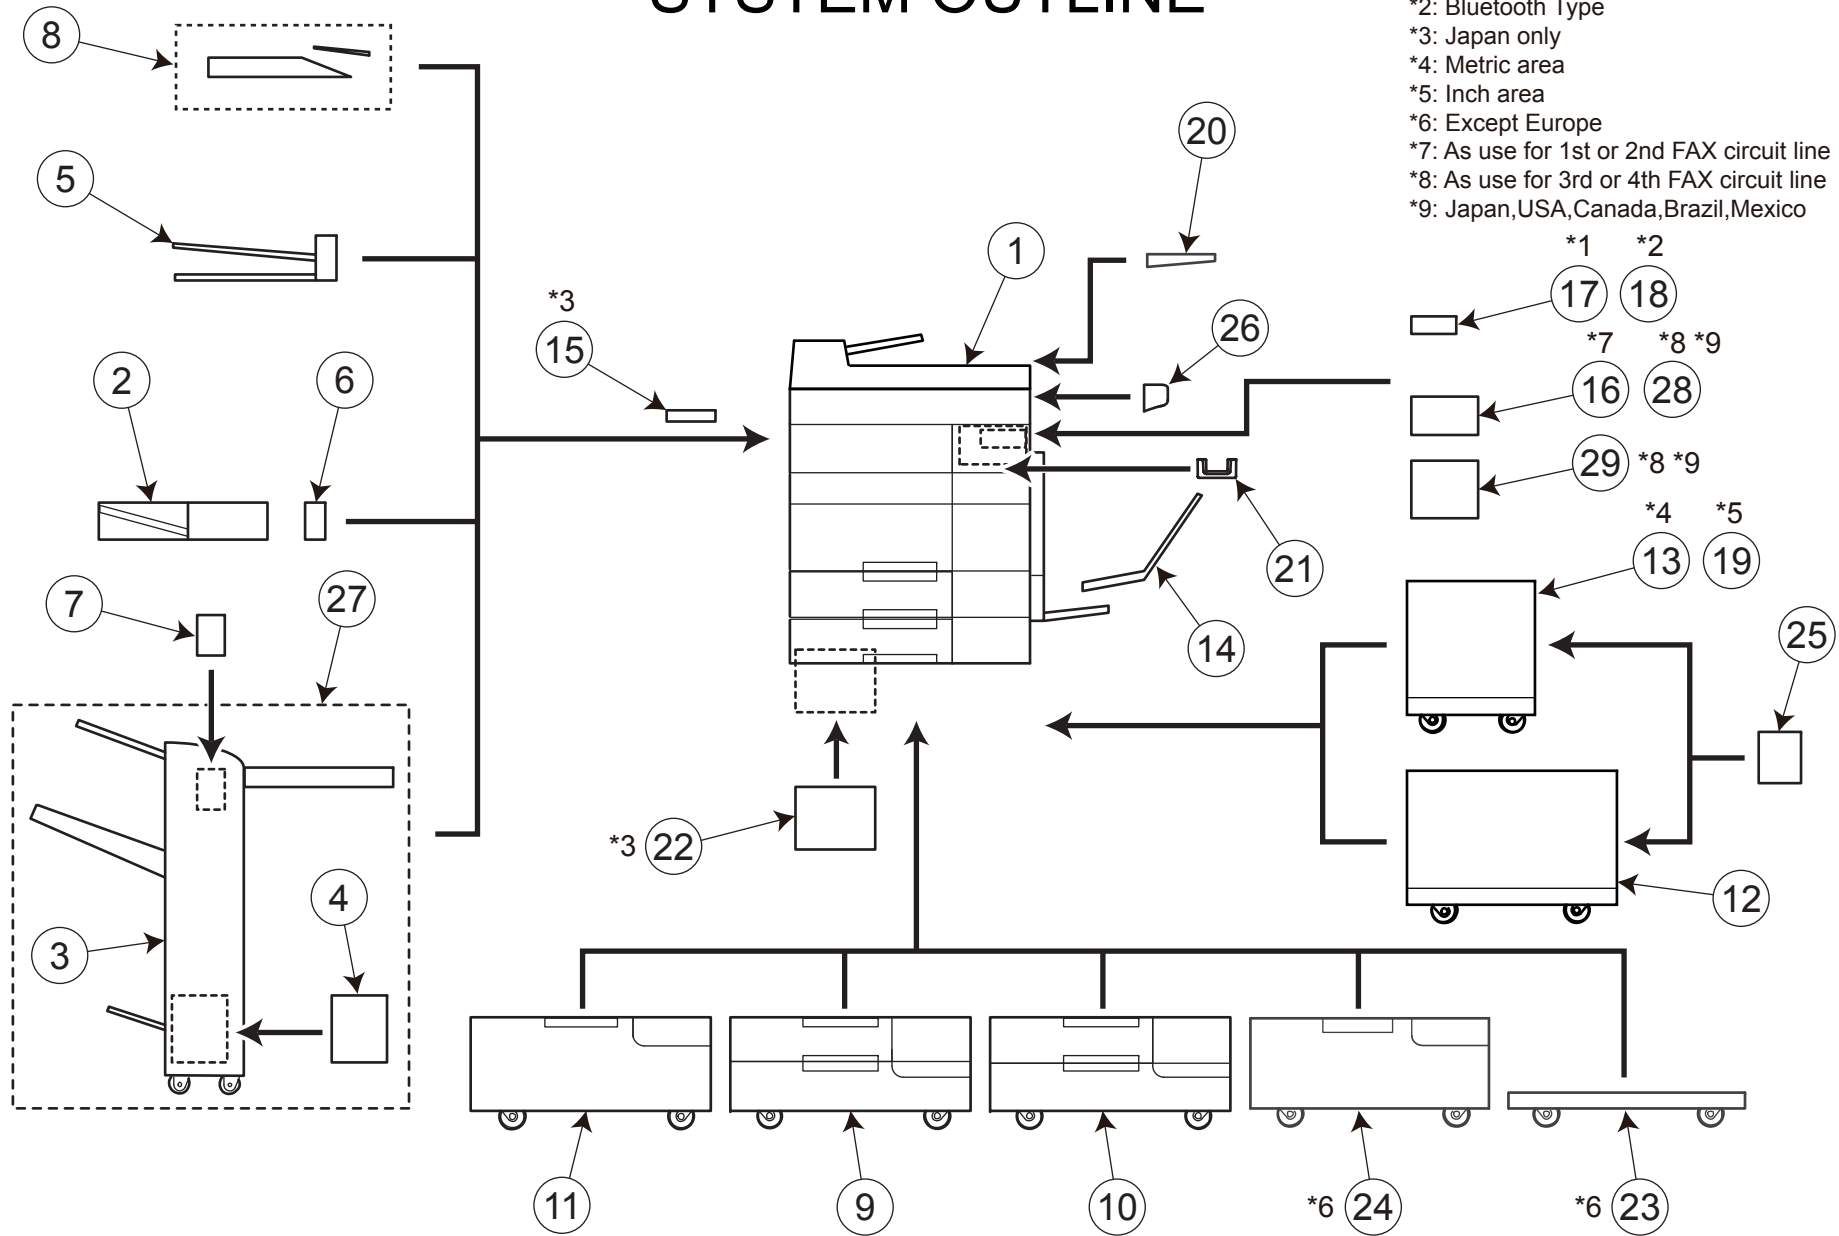 SYSTEM OUTLINE
*2: Bluetooth Type
*3: Japan only
*4: Metric area
*5: Inch area
*6: Except Europe
*7: As use for 1st or 2nd FAX circuit line
*8: As use for 3rd or 4th FAX circuit line
*9: Japan,USA,Canada,Brazil,Mexico
8
20
5
1
*1 *2
17 18
*3
15
26
*7 *8 *9
16 28
2
6
29 *8 *9
*4 *5
13 19
21
7
27
14
25
*3 22
4
12
3
11
9
10
*6 24
*6 23